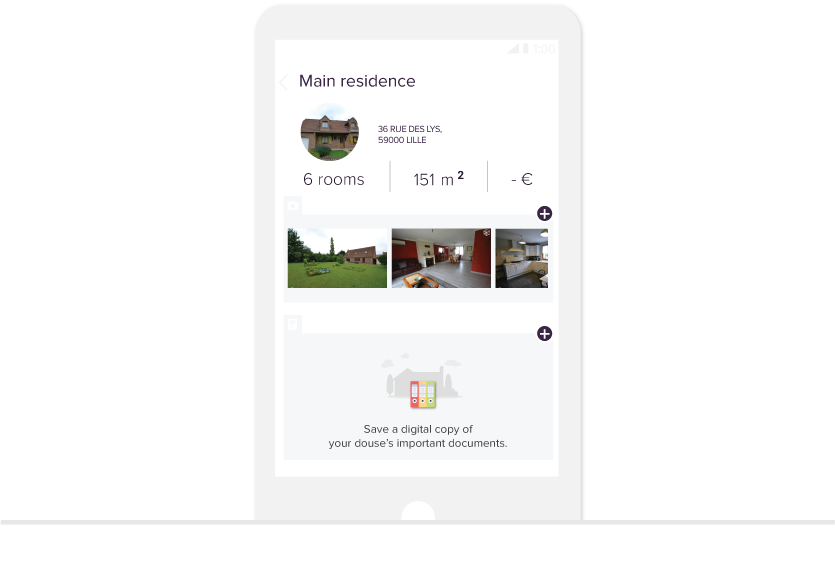 1:00
Main residence
36 RUE DES LYS,
59000 LILLE
6 rooms
151 m²
- €
Save a digital copy of
your douse's important documents.